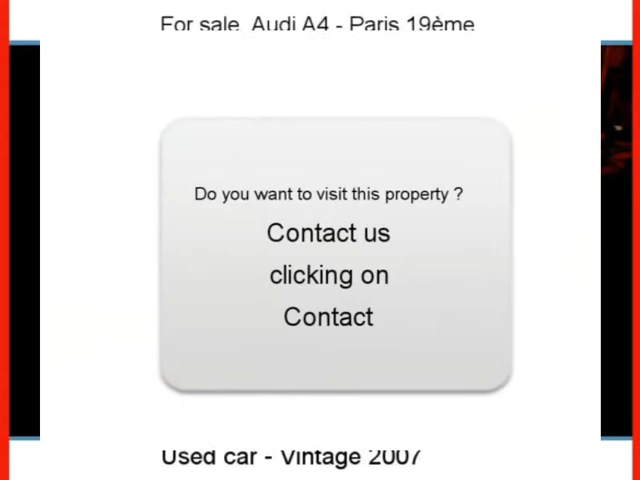 For sale Audi A4 - Paris 19ème
Do you want to visit this property ?
Contact us
clicking on
Contact
Used car - Vintage 2007